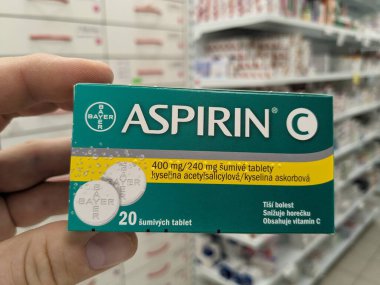 BAYER
BAYER
ASPIRIN® C
400 mg/240 mg šumivé tablety
kyselina acetylsalicylová/kyselina askorbová
BAYER
BAYER
20 šumivých tablet
Tiší bolest
Snižuje horečku
Obsahuje vitamin C